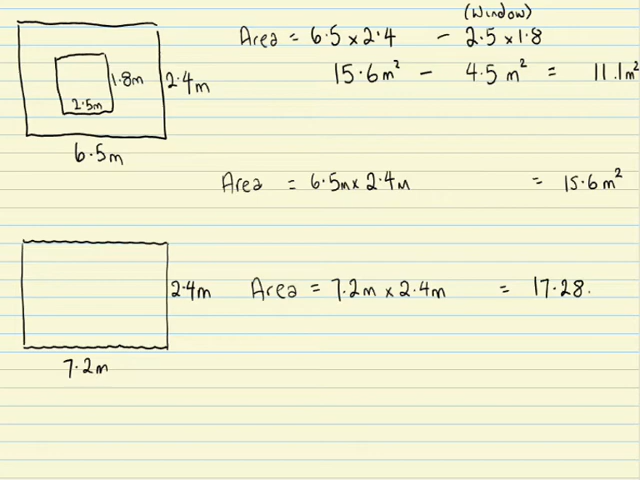 (Window)
Area = 6.5 x 2.4 - 2.5 x 1.8
1.8m 2.4m 15.6m² - 4.5 m² = 11.1m²
2.5m
6.5m
Area = 6.5m x 2.4m = 15.6m²
2.4m Area = 7.2m x 2.4m = 17.28.
7.2m